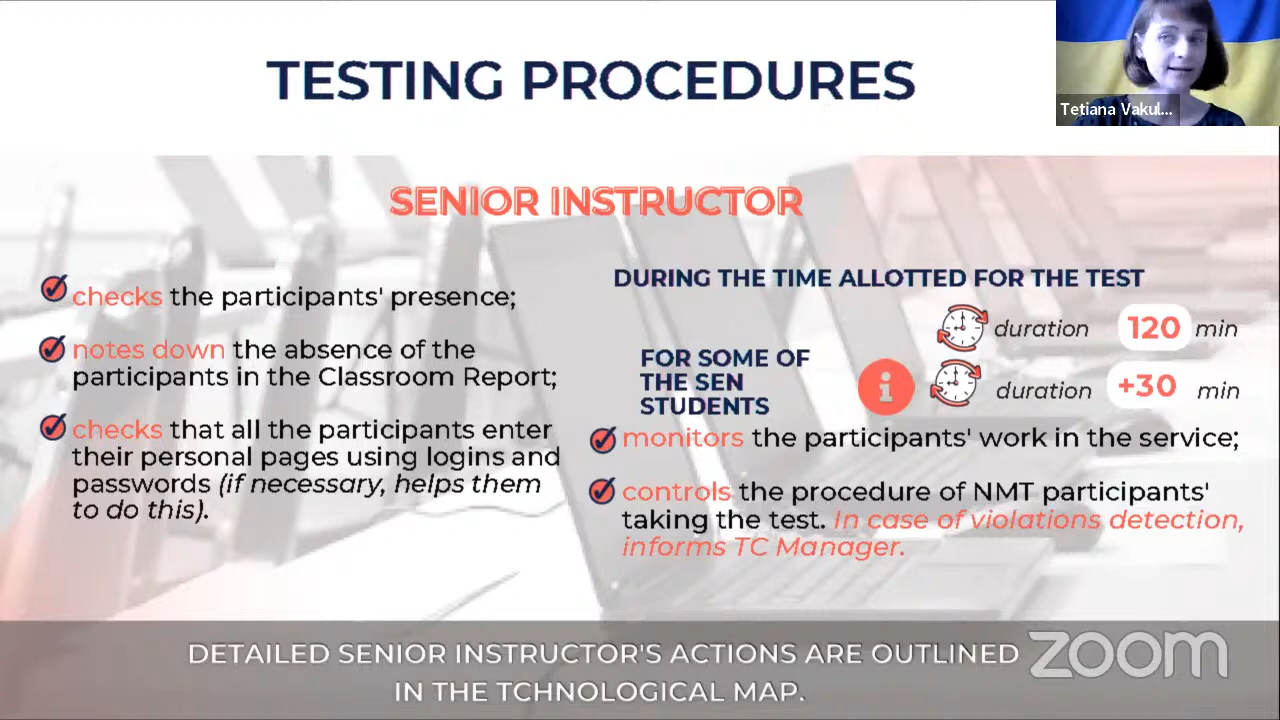 TESTING PROCEDURES
Tetiana Vakul...
SENIOR INSTRUCTOR
checks the participants' presence;
notes down the absence of the
participants in the Classroom Report;
checks that all the participants enter
their personal pages using logins and
passwords (if necessary, helps them
to do this).
DURING THE TIME ALLOTTED FOR THE TEST
duration 120 min
FOR SOME OF
THE SEN
STUDENTS
i
duration +30 min
monitors the participants' work in the service;
controls the procedure of NMT participants'
taking the test. In case of violations detection,
informs TC Manager.
DETAILED SENIOR INSTRUCTOR'S ACTIONS ARE OUTLINED
IN THE TCHNOLOGICAL MAP.
zoom